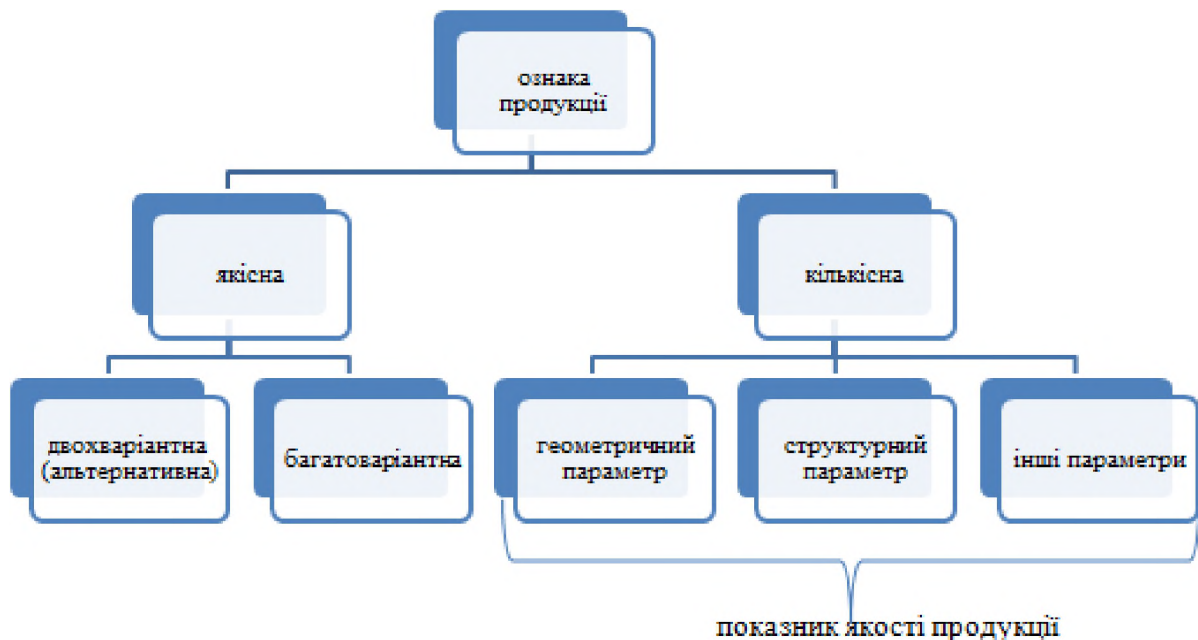 ознака
продукції
якісна
кількісна
двохваріантна
(альтернативна)
багатоваріантна
геометричний
параметр
структурний
параметр
інші параметри
показник якості продукції